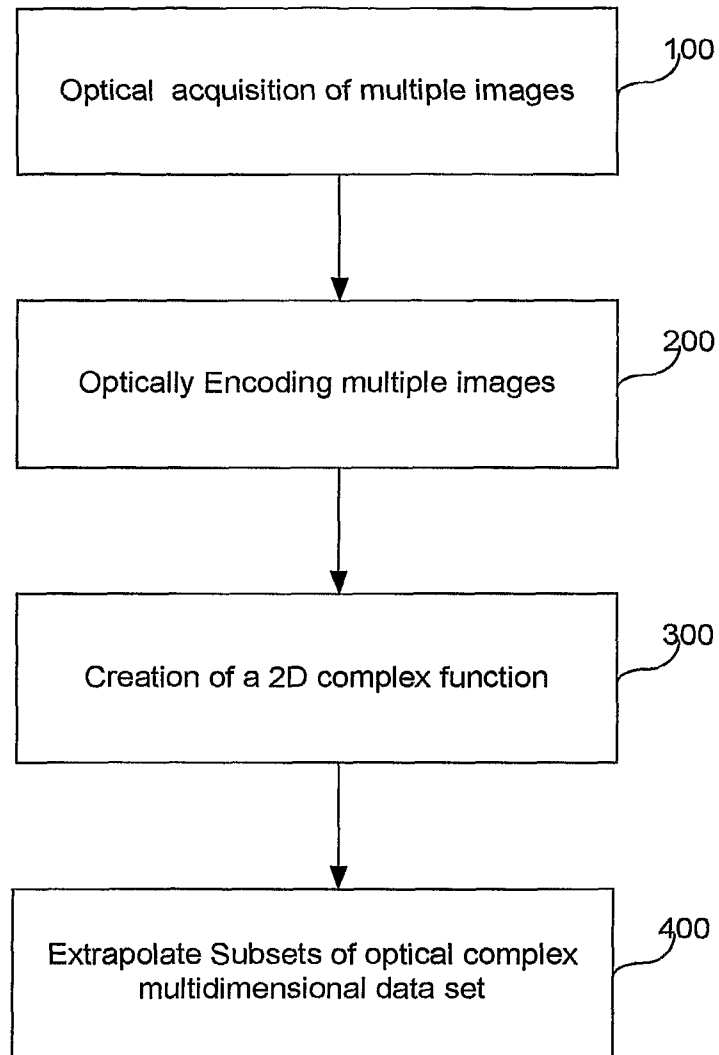 100
Optical acquisition of multiple images
200
Optically Encoding multiple images
300
Creation of a 2D complex function
400
Extrapolate Subsets of optical complex
multidimensional data set